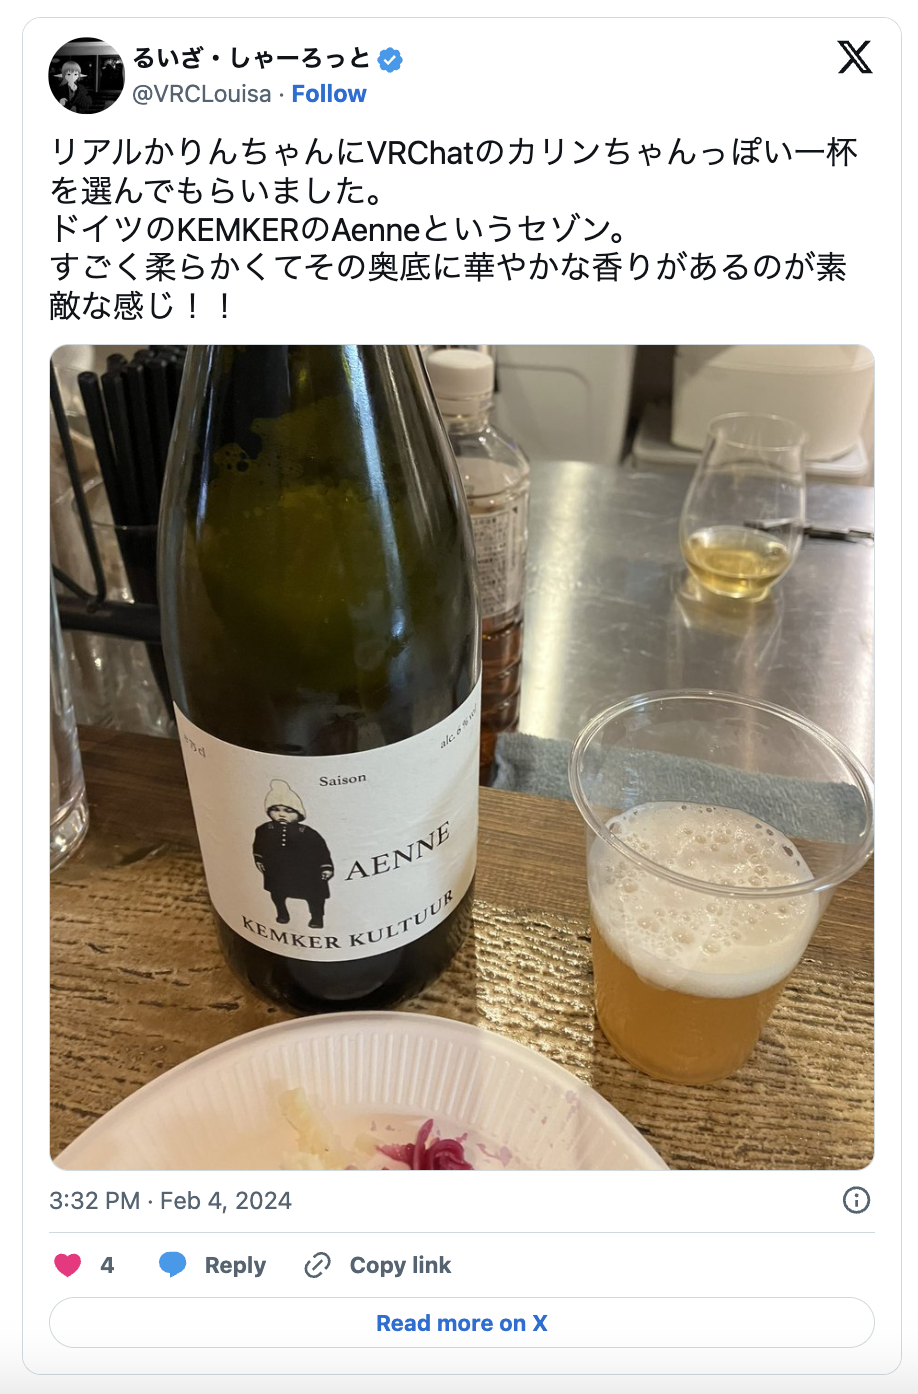 るいざ・しゃーろっと
@VRCLouisa · Follow
リアルかりんちゃんにVRChatのカリンちゃんっぽい一杯
を選んでもらいました。
ドイツのKEMKERのAenneというセゾン。
すごく柔らかくてその奥底に華やかな香りがあるのが素
敵な感じ！！
75 cl
alc. 6 % vol
Saison
AENNE
KEMKER KULTUUR
3:32 PM · Feb 4, 2024
4 Reply Copy link
Read more on X